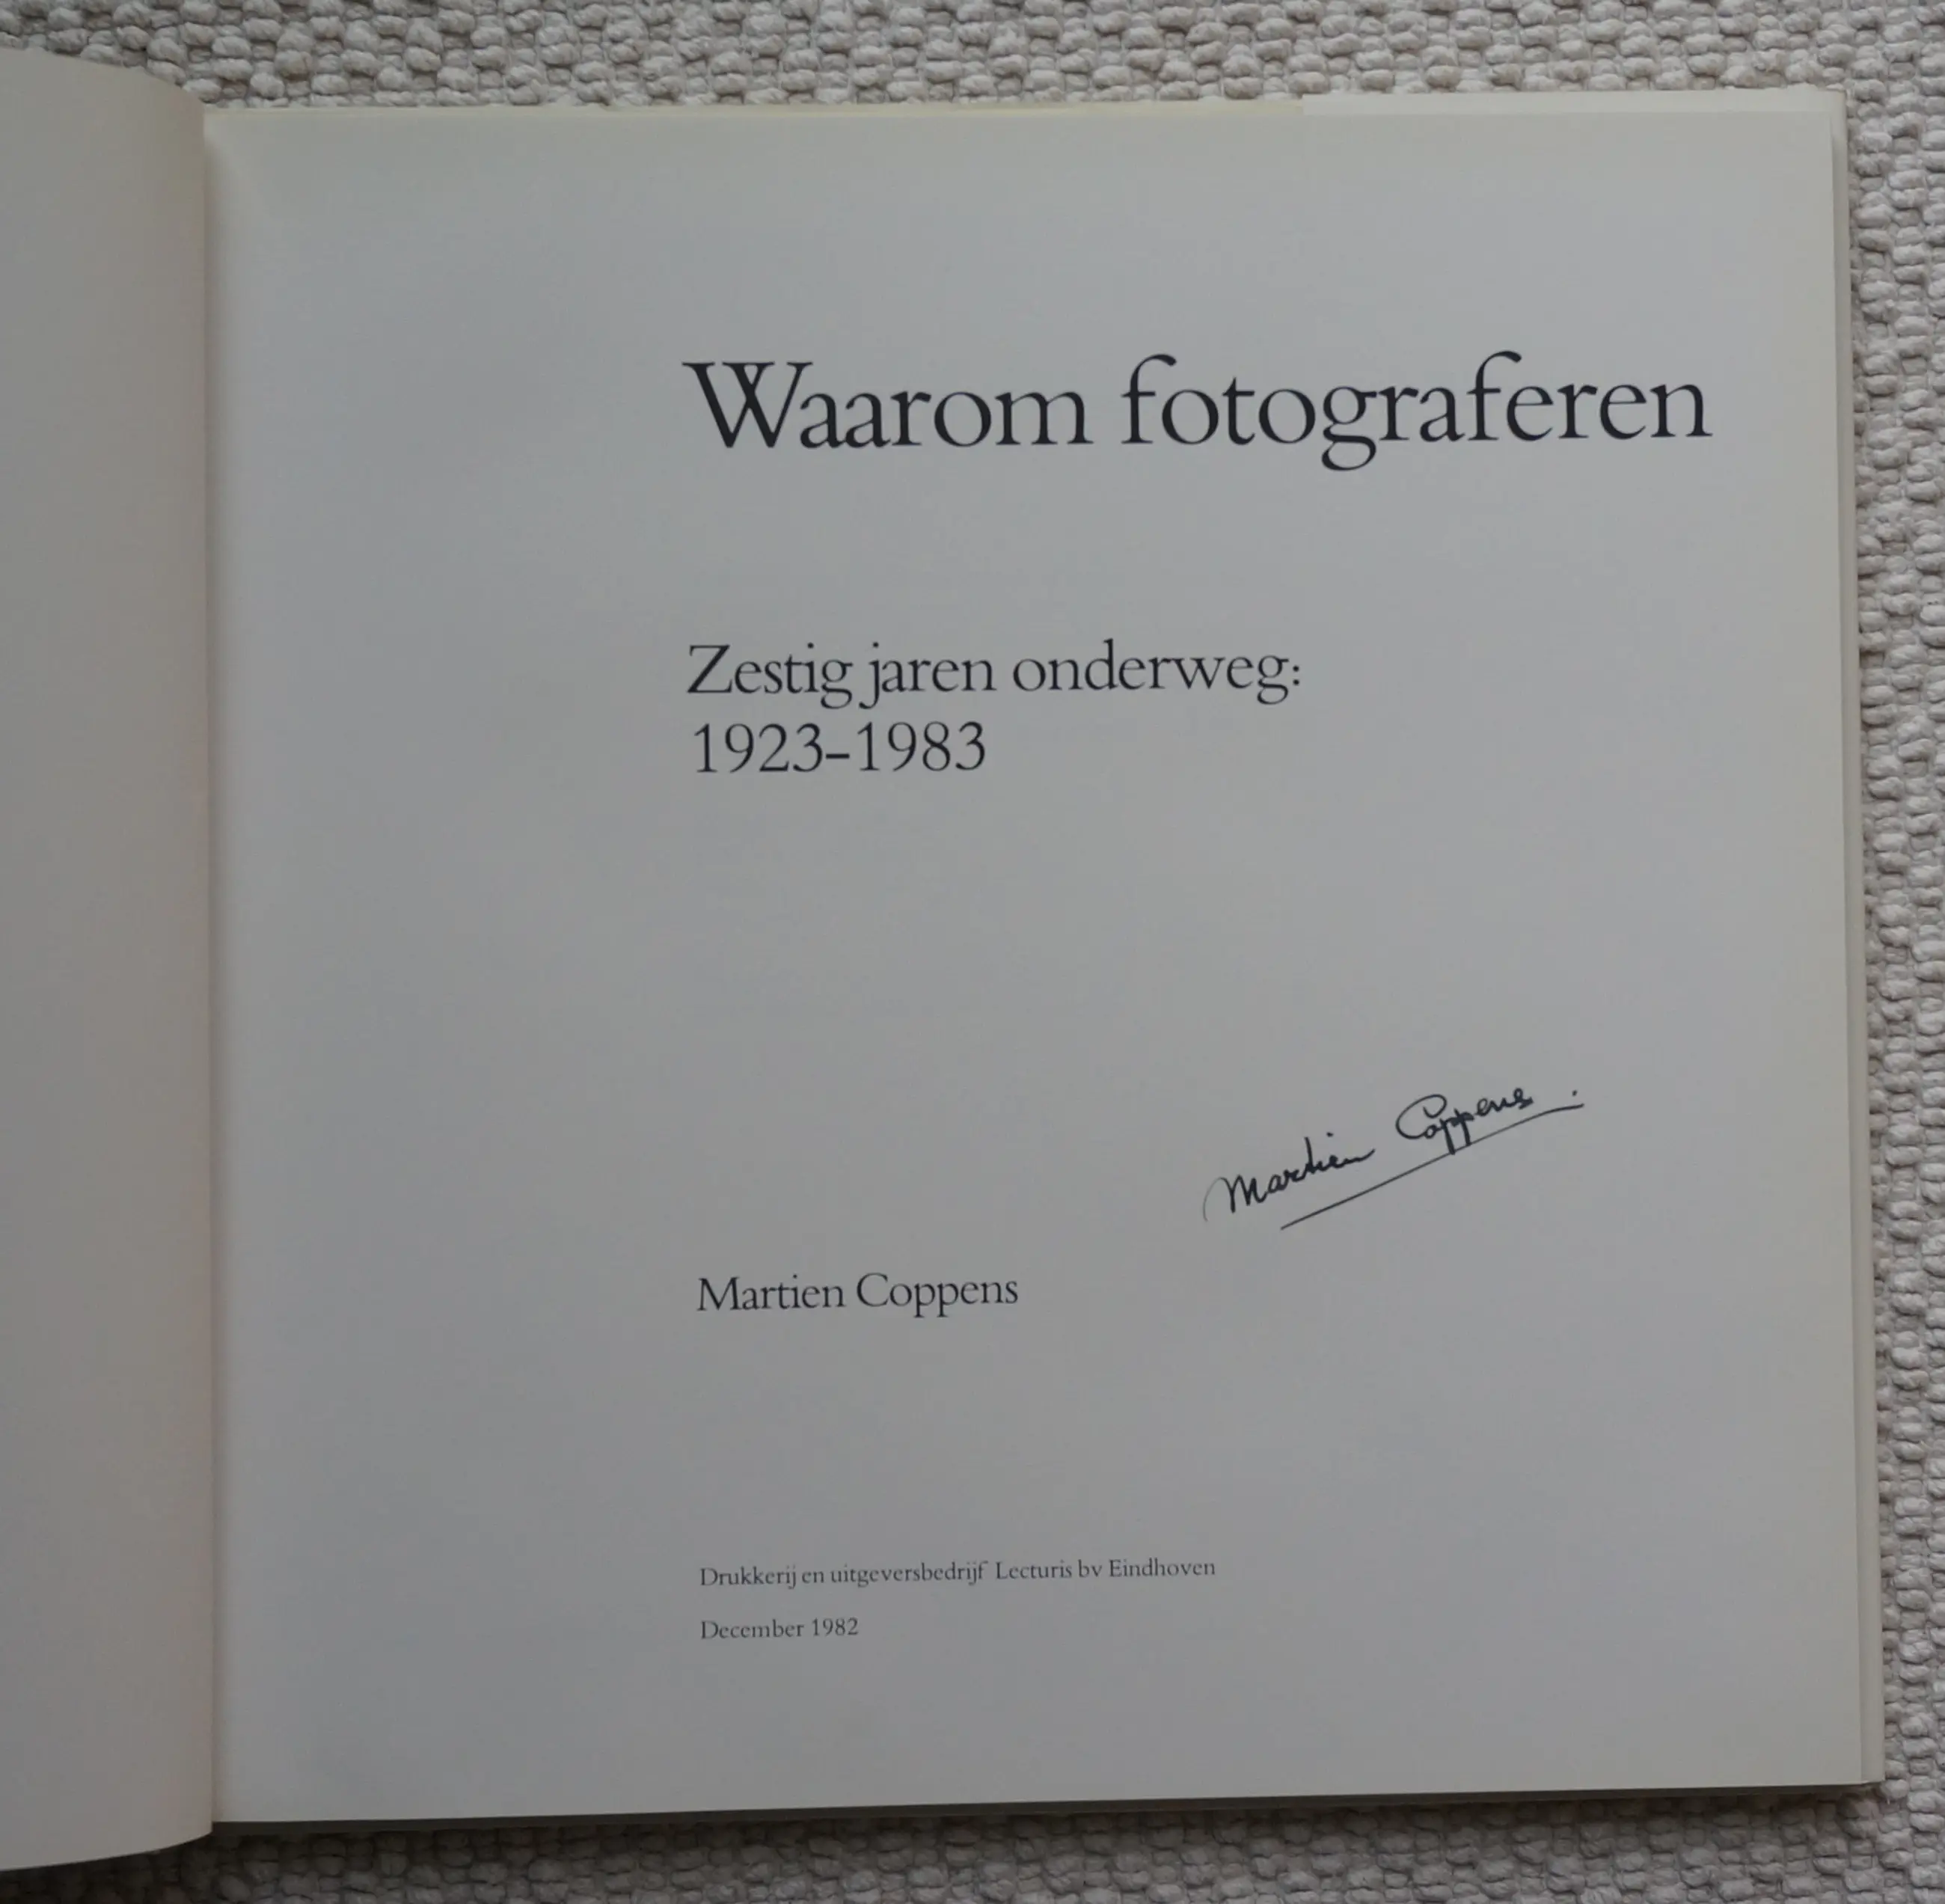 Waarom fotograferen
Zestig jaren onderweg:
1923–1983
Martien Coppens.
Martien Coppens
Drukkerij en uitgeversbedrijf Lecturis bv Eindhoven
December 1982